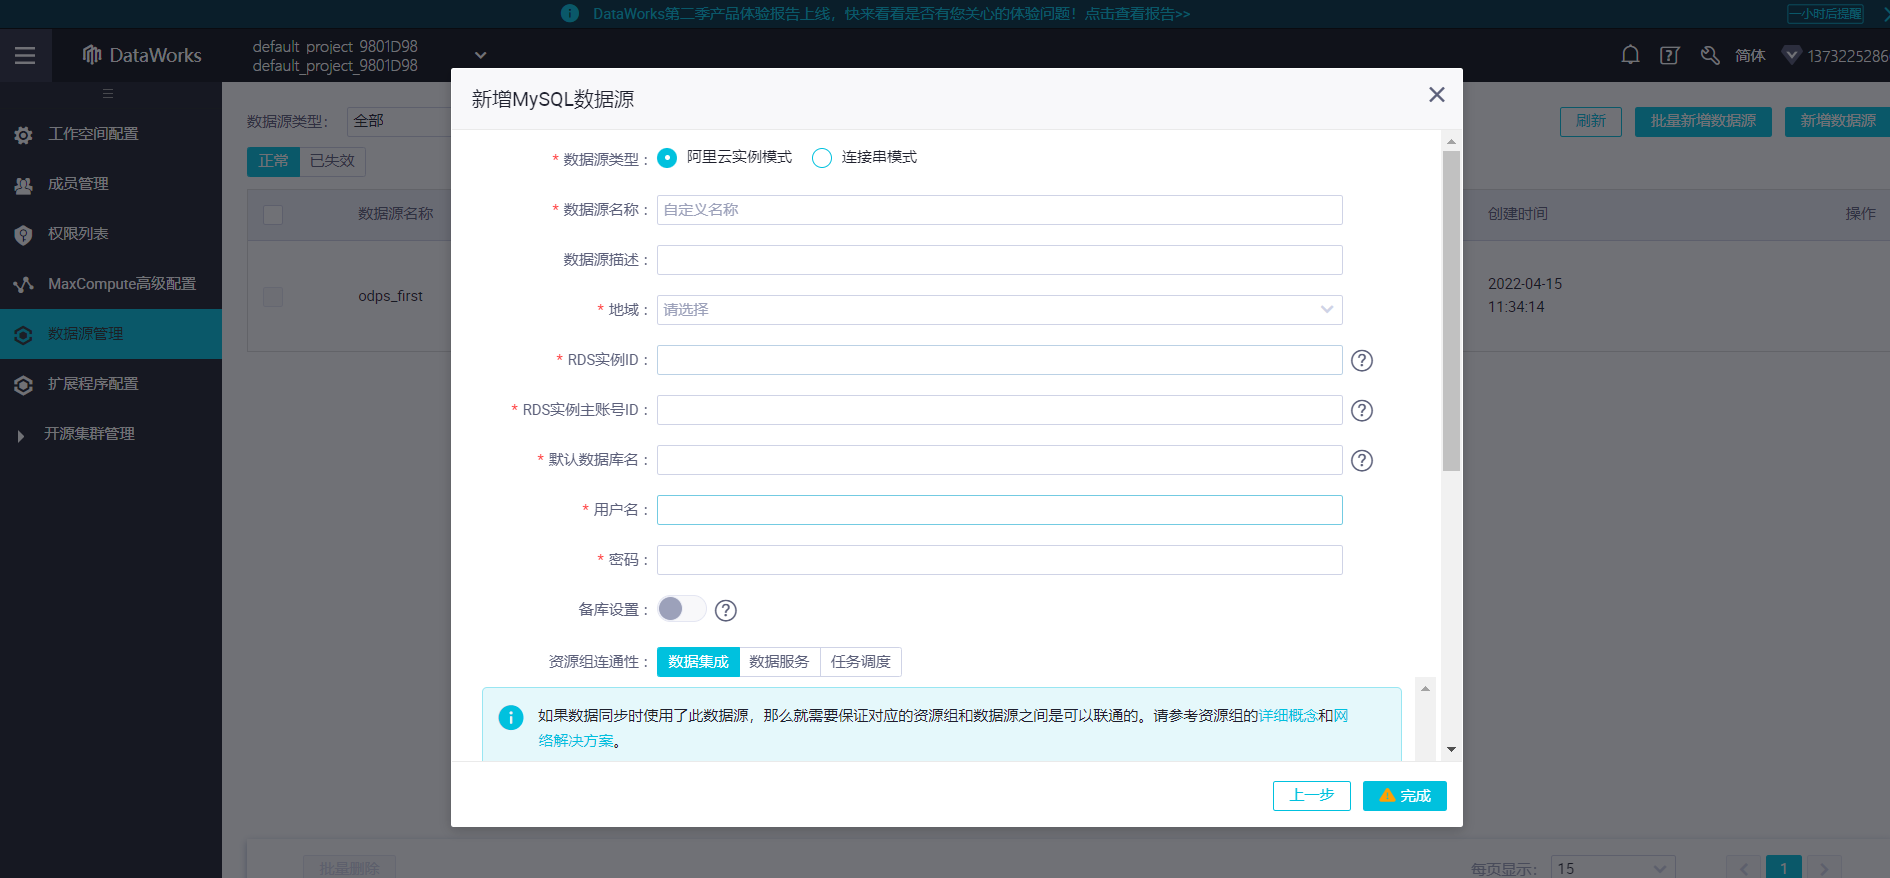 DataWorks第二季产品体验报告上线，快来看看是否有您关心的体验问题！点击查看报告>>
一小时后提醒
DataWorks
default_project_9801D98
default_project_9801D98
简体
1373225286
工作空间配置
成员管理
权限列表
MaxCompute高级配置
数据源管理
扩展程序配置
开源集群管理
数据源类型：
全部
刷新
批量新增数据源
新增数据源
正常
已失效
数据源名称
创建时间
操作
odps_first
2022-04-15
11:34:14
新增MySQL数据源
* 数据源类型：
阿里云实例模式
连接串模式
* 数据源名称：
自定义名称
数据源描述：
* 地域：
请选择
* RDS实例ID：
* RDS实例主账号ID：
* 默认数据库名：
* 用户名：
* 密码：
备库设置：
资源组连通性：
数据集成
数据服务
任务调度
如果数据同步时使用了此数据源，那么就需要保证对应的资源组和数据源之间是可以联通的。请参考资源组的详细概念和网
络解决方案。
上一步
完成
批量删除
每页显示：
15
1